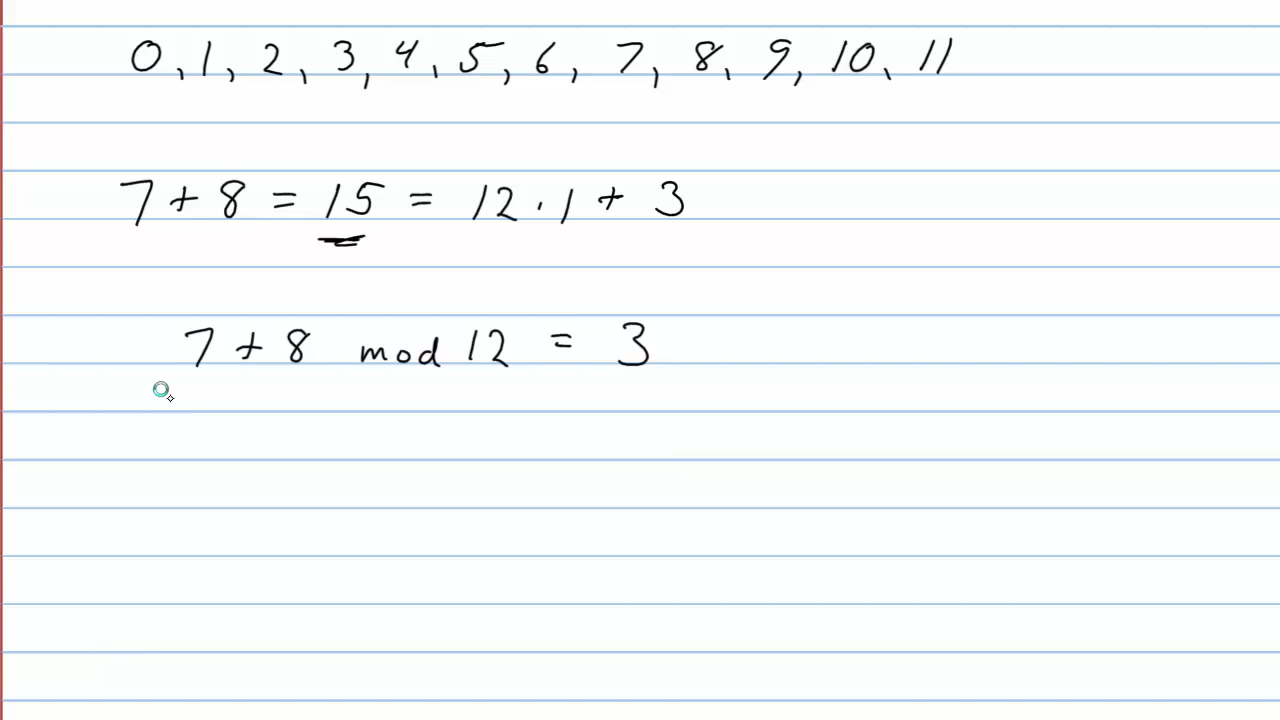 0, 1, 2, 3, 4, 5, 6, 7, 8, 9, 10, 11
7 + 8 = 15 = 12 · 1 + 3
7 + 8 mod 12 = 3